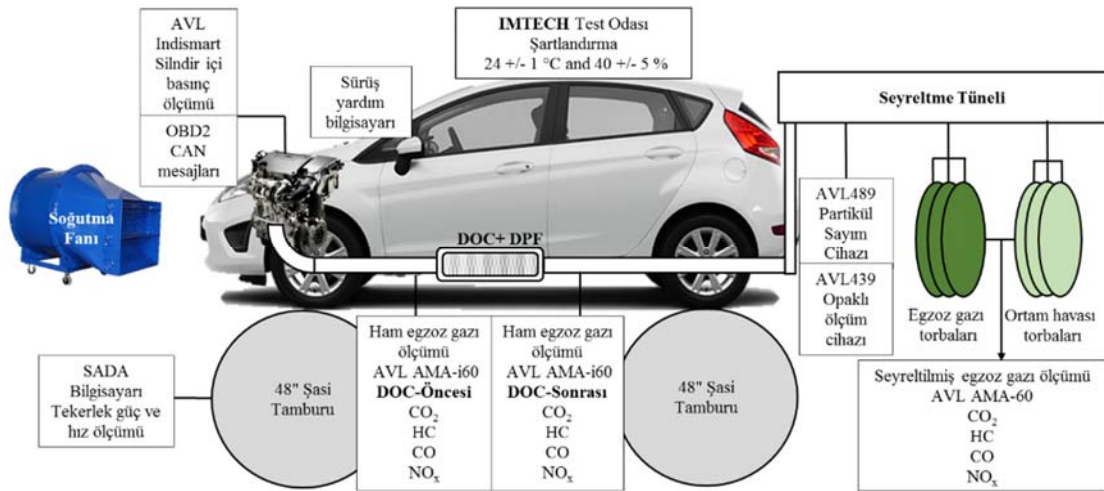 AVL
Indismart
Silndir içi
basınç
ölçümü
OBD2
CAN
mesajları
Sürüş
yardım
bilgisayarı
IMTECH Test Odası
Şartlandırma
24 +/- 1 °C and 40 +/- 5 %
Seyreltme Tüneli
Soğutma
Fanı
DOC+ DPF
AVL489
Partikül
Sayım
Cihazı
AVL439
Opaklı
ölçüm
cihazı
Egzoz gazı
torbaları
Ortam havası
torbaları
SADA
Bilgisayarı
Tekerlek güç ve
hız ölçümü
48" Şasi
Tamburu
Ham egzoz gazı
ölçümü
AVL AMA-i60
DOC-Öncesi
CO₂
HC
CO
NOₓ
Ham egzoz gazı
ölçümü
AVL AMA-i60
DOC-Sonrası
CO₂
HC
CO
NOₓ
48" Şasi
Tamburu
Seyreltilmiş egzoz gazı ölçümü
AVL AMA-60
CO₂
HC
CO
NOₓ